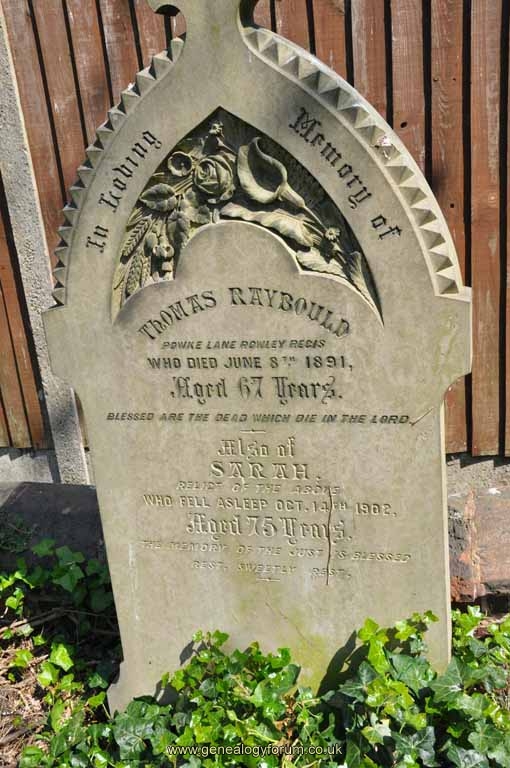 In Loving Memory of
THOMAS RAYBOULD
POWKE LANE ROWLEY REGIS
WHO DIED JUNE 8TH 1891,
Aged 67 Years.
BLESSED ARE THE DEAD WHICH DIE IN THE LORD.
Also of
SARAH,
RELICT OF THE ABOVE
WHO FELL ASLEEP OCT. 14TH 1902,
Aged 75 Years.
THE MEMORY OF THE JUST IS BLESSED
REST, SWEETLY REST.
www.genealogyforum.co.uk